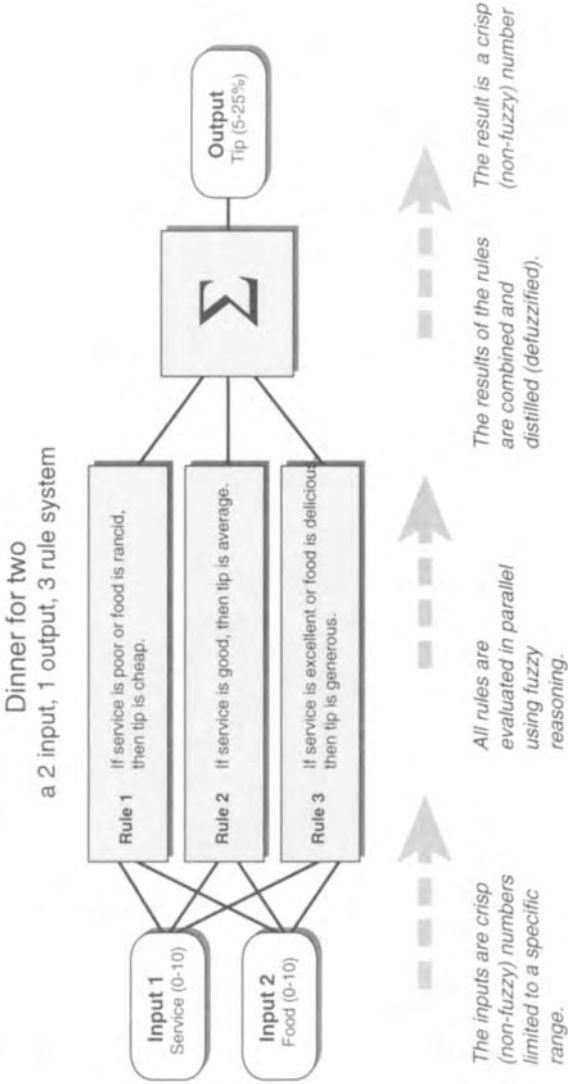 Dinner for two
a 2 input, 1 output, 3 rule system
Input 1
Service (0-10)
Input 2
Food (0-10)
Rule 1 If service is poor or food is rancid,
then tip is cheap.
Rule 2 If service is good, then tip is average.
Rule 3 If service is excellent or food is delicious
then tip is generous.
Σ
Output
Tip (5-25%)
The inputs are crisp
(non-fuzzy) numbers
limited to a specific
range.
All rules are
evaluated in parallel
using fuzzy
reasoning.
The results of the rules
are combined and
distilled (defuzzified).
The result is a crisp
(non-fuzzy) number